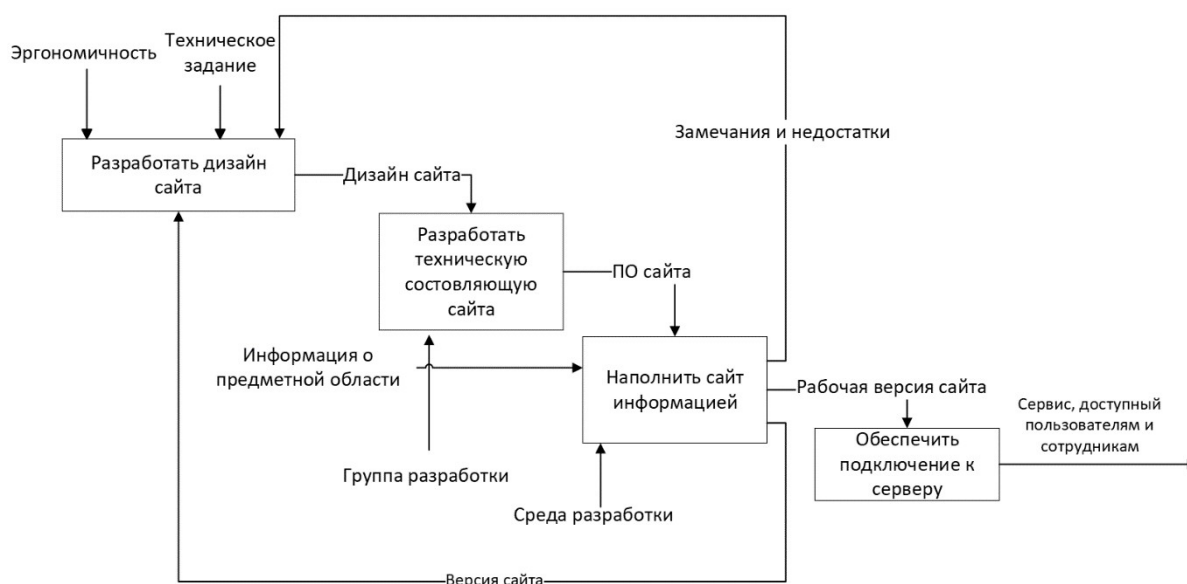 Эргономичность
Техническое
задание
Замечания и недостатки
Разработать дизайн
сайта
Дизайн сайта
Разработать
техническую
состовляющую
сайта
ПО сайта
Информация о
предметной области
Наполнить сайт
информацией
Рабочая версия сайта
Сервис, доступный
пользователям и
сотрудникам
Обеспечить
подключение к
серверу
Группа разработки
Среда разработки
Версия сайта